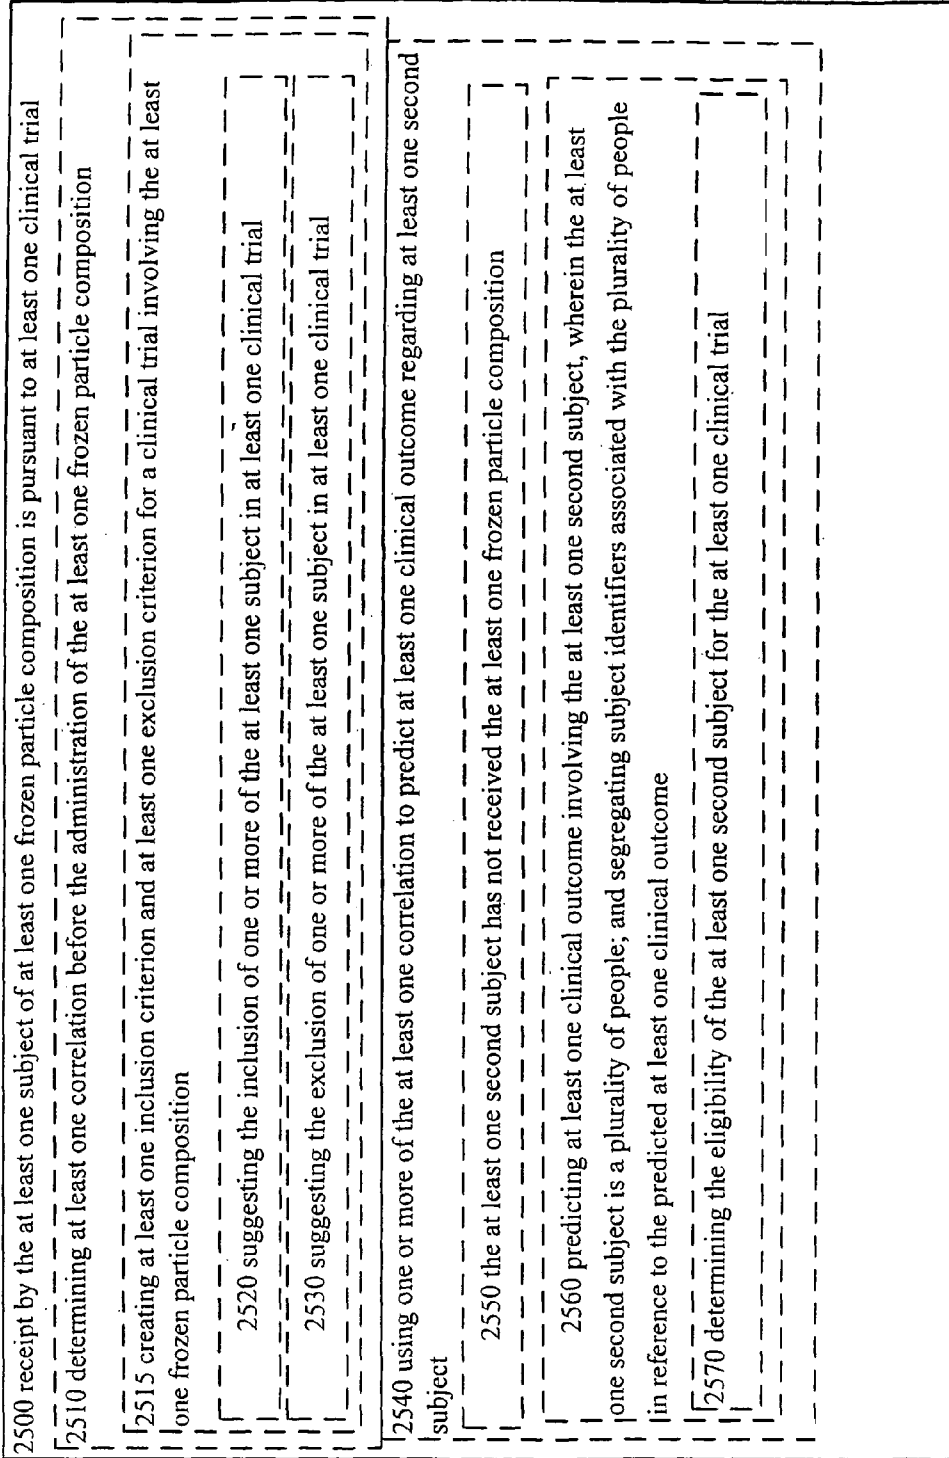 2500 receipt by the at least one subject of at least one frozen particle composition is pursuant to at least one clinical trial
2510 determining at least one correlation before the administration of the at least one frozen particle composition
2515 creating at least one inclusion criterion and at least one exclusion criterion for a clinical trial involving the at least
one frozen particle composition
2520 suggesting the inclusion of one or more of the at least one subject in at least one clinical trial
2530 suggesting the exclusion of one or more of the at least one subject in at least one clinical trial
2540 using one or more of the at least one correlation to predict at least one clinical outcome regarding at least one second
subject
2550 the at least one second subject has not received the at least one frozen particle composition
2560 predicting at least one clinical outcome involving the at least one second subject, wherein the at least
one second subject is a plurality of people; and segregating subject identifiers associated with the plurality of people
in reference to the predicted at least one clinical outcome
2570 determining the eligibility of the at least one second subject for the at least one clinical trial